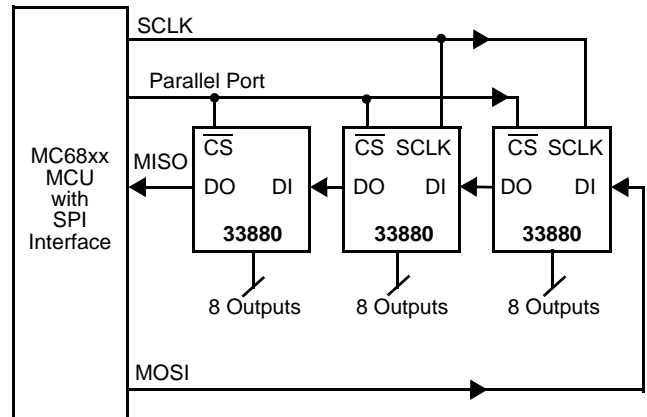 SCLK
Parallel Port
MC68xx
MCU
with
SPI
Interface
MISO
CS
DO DI
33880
8 Outputs
CS SCLK
DO DI
33880
8 Outputs
CS SCLK
DO DI
33880
8 Outputs
MOSI